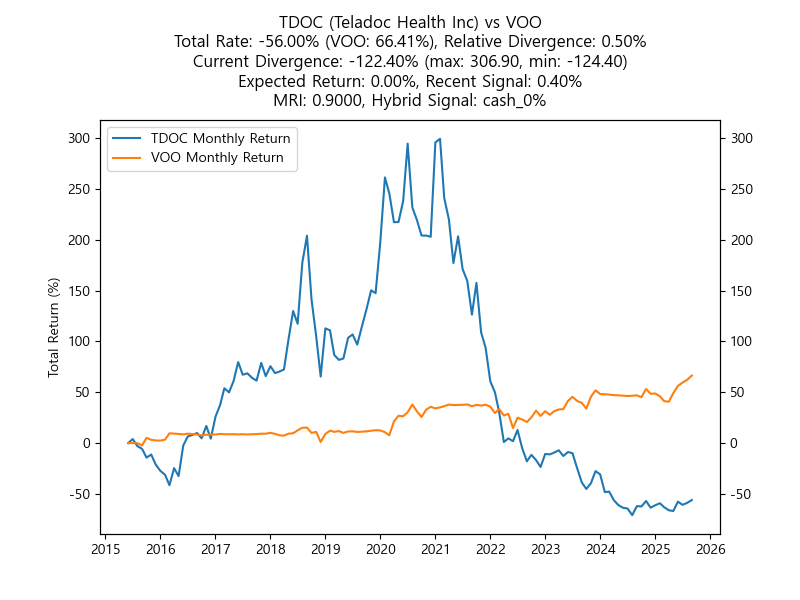 TDOC (Teladoc Health Inc) vs VOO
Total Rate: -56.00% (VOO: 66.41%), Relative Divergence: 0.50%
Current Divergence: -122.40% (max: 306.90, min: -124.40)
Expected Return: 0.00%, Recent Signal: 0.40%
MRI: 0.9000, Hybrid Signal: cash_0%
TDOC Monthly Return
VOO Monthly Return
Total Return (%)
300
250
200
150
100
50
0
-50
300
250
200
150
100
50
0
-50
2015 2016 2017 2018 2019 2020 2021 2022 2023 2024 2025 2026